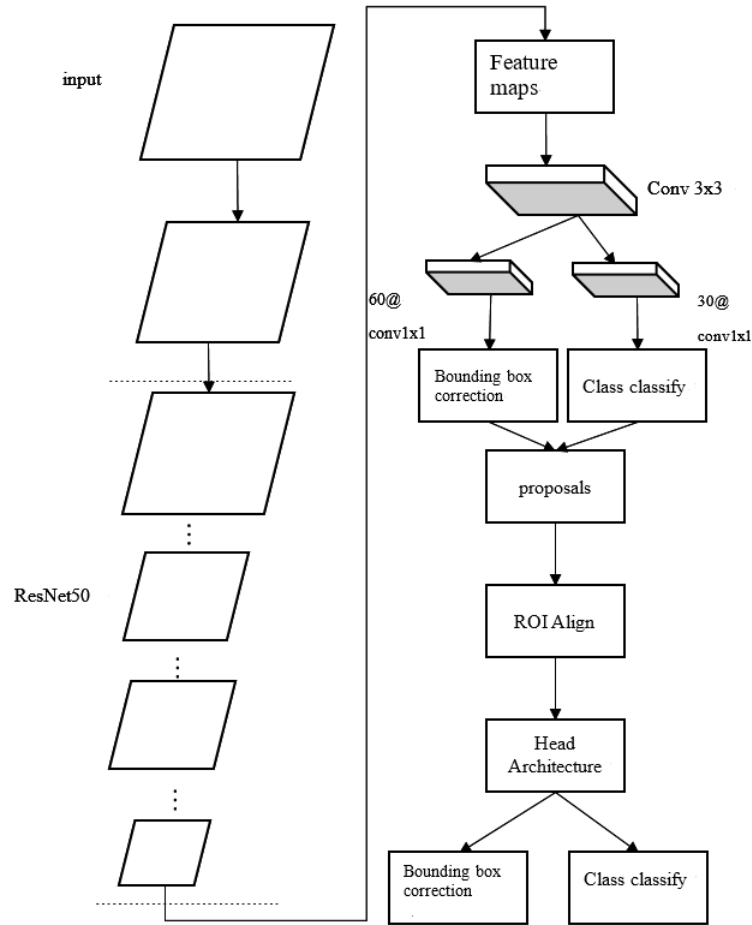 input
ResNet50
Feature
maps
Conv 3x3
60@
conv1x1
30@
conv1x1
Bounding box
correction
Class classify
proposals
ROI Align
Head
Architecture
Bounding box
correction
Class classify